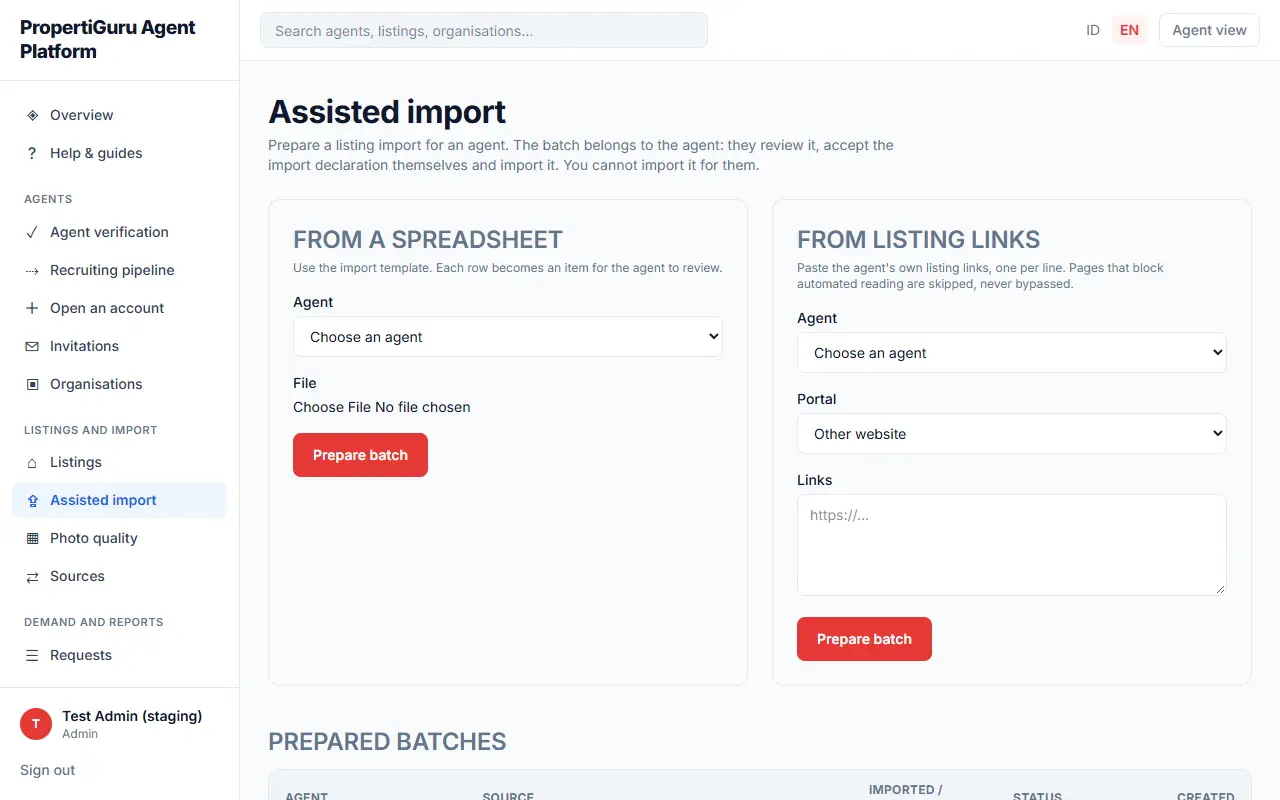 PropertiGuru Agent
Platform
Search agents, listings, organisations...
ID
EN
Agent view
Overview
? Help & guides
AGENTS
Agent verification
Recruiting pipeline
Open an account
Invitations
Organisations
LISTINGS AND IMPORT
Listings
Assisted import
Photo quality
Sources
DEMAND AND REPORTS
Requests
T
Test Admin (staging)
Admin
Sign out
Assisted import
Prepare a listing import for an agent. The batch belongs to the agent: they review it, accept the
import declaration themselves and import it. You cannot import it for them.
FROM A SPREADSHEET
Use the import template. Each row becomes an item for the agent to review.
Agent
Choose an agent
File
Choose File No file chosen
Prepare batch
FROM LISTING LINKS
Paste the agent's own listing links, one per line. Pages that block
automated reading are skipped, never bypassed.
Agent
Choose an agent
Portal
Other website
Links
https://...
Prepare batch
PREPARED BATCHES
AGENT
SOURCE
IMPORTED /
STATUS
CREATED